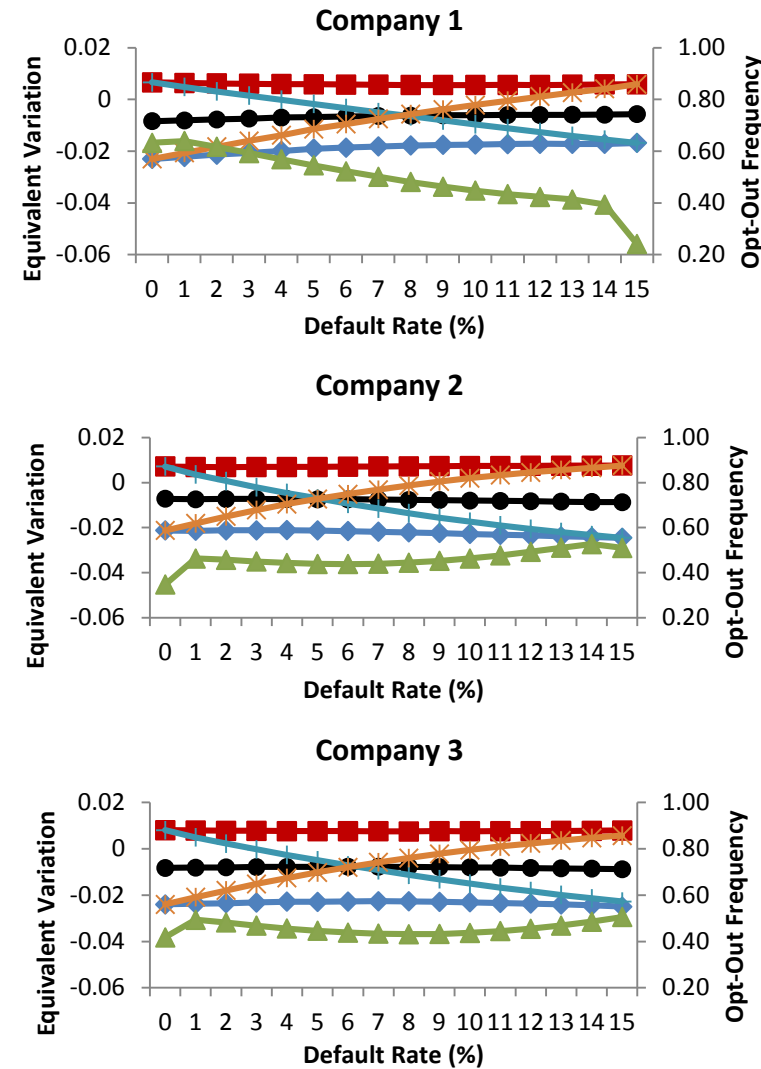 Company 1
Equivalent Variation
0.02
0
-0.02
-0.04
-0.06
1.00
0.80
0.60
0.40
0.20
Opt-Out Frequency
0 1 2 3 4 5 6 7 8 9 10 11 12 13 14 15
Default Rate (%)
Company 2
Equivalent Variation
0.02
0
-0.02
-0.04
-0.06
1.00
0.80
0.60
0.40
0.20
Opt-Out Frequency
0 1 2 3 4 5 6 7 8 9 10 11 12 13 14 15
Default Rate (%)
Company 3
Equivalent Variation
0.02
0
-0.02
-0.04
-0.06
1.00
0.80
0.60
0.40
0.20
Opt-Out Frequency
0 1 2 3 4 5 6 7 8 9 10 11 12 13 14 15
Default Rate (%)